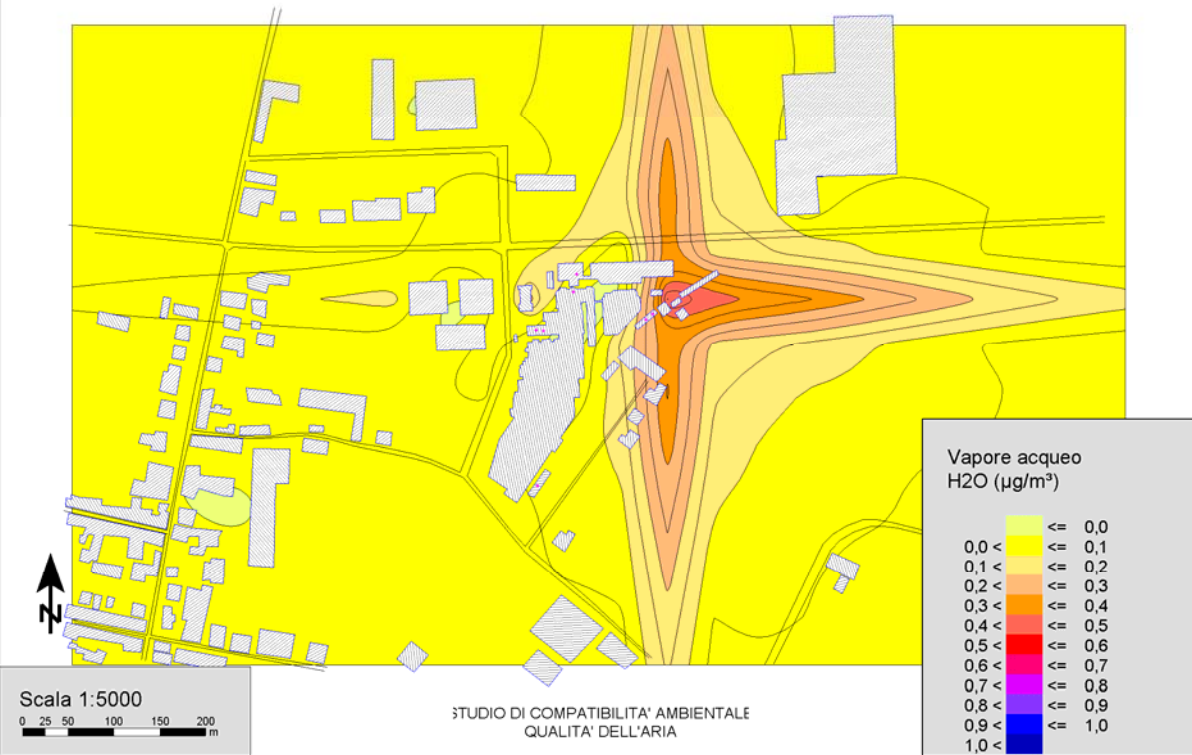 Vapore acqueo
H2O (µg/m³)
<= 0,0
0,0 < <= 0,1
0,1 < <= 0,2
0,2 < <= 0,3
0,3 < <= 0,4
0,4 < <= 0,5
0,5 < <= 0,6
0,6 < <= 0,7
0,7 < <= 0,8
0,8 < <= 0,9
0,9 < <= 1,0
1,0 <
N
Scala 1:5000
0 25 50 100 150 200
m
STUDIO DI COMPATIBILITA' AMBIENTALE
QUALITA' DELL'ARIA